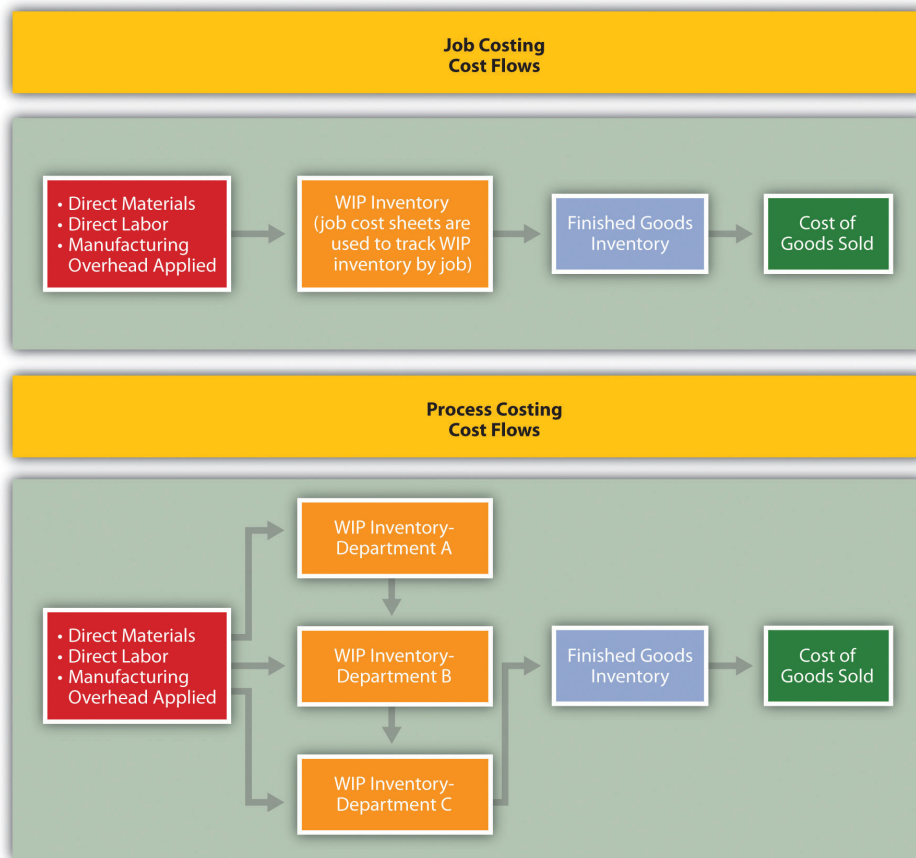 Job Costing
Cost Flows
• Direct Materials
• Direct Labor
• Manufacturing
Overhead Applied
WIP Inventory
(job cost sheets are
used to track WIP
inventory by job)
Finished Goods
Inventory
Cost of
Goods Sold
Process Costing
Cost Flows
WIP Inventory-
Department A
• Direct Materials
• Direct Labor
• Manufacturing
Overhead Applied
WIP Inventory-
Department B
Finished Goods
Inventory
Cost of
Goods Sold
WIP Inventory-
Department C